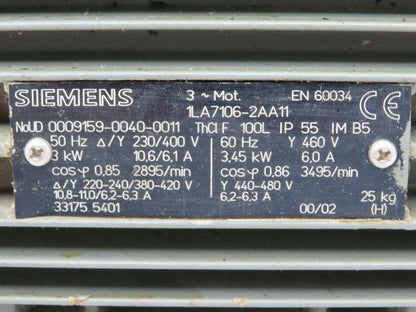 SIEMENS 3 ~ Mot. EN 60034
1LA7106-2AA11 CE
NoUD 0009159-0040-0011 ThCl F 100L IP 55 IM B5
50 Hz Δ/Y 230/400 V 60 Hz Y 460 V
3 kW 10,6/6,1 A 3,45 kW 6,0 A
cos φ 0,85 2895/min cos φ 0,86 3495/min
Δ/Y 220-240/380-420 V Y 440-480 V
10,8-11,0/6,2-6,3 A 6,2-6,3 A 25 kg
33175 5401 00/02 (H)